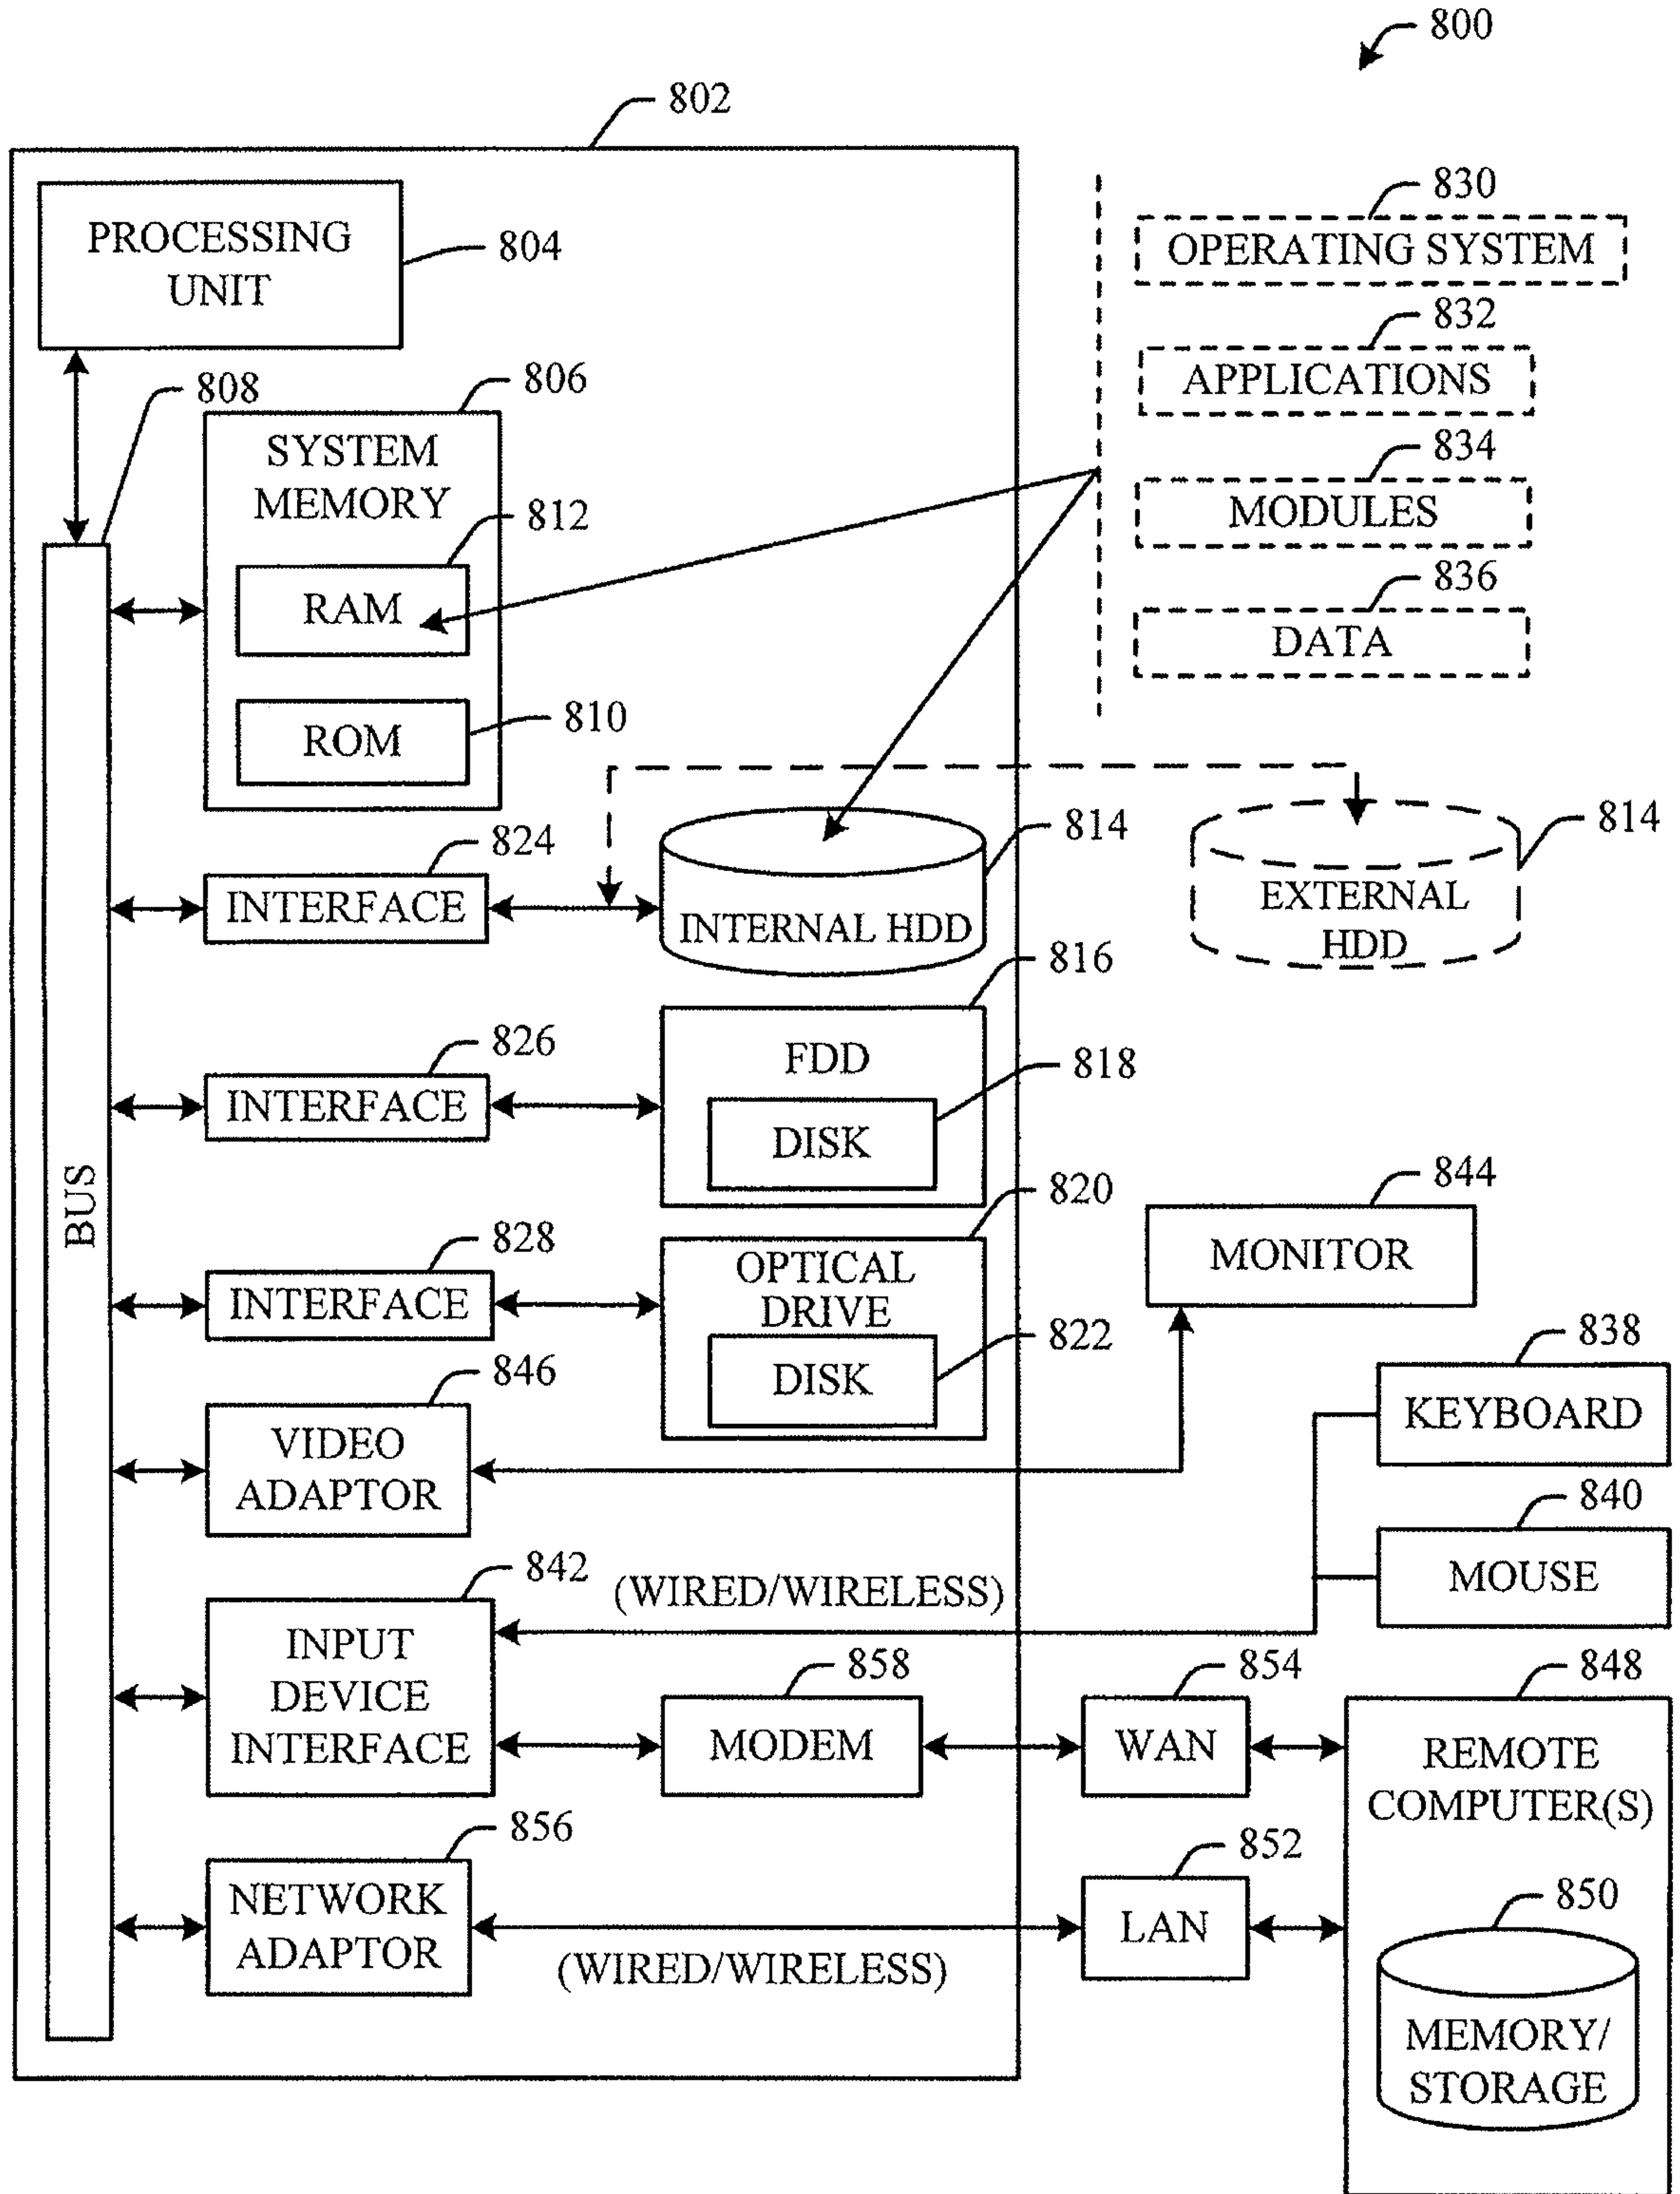 800
802
PROCESSING
UNIT
804
830
OPERATING SYSTEM
832
APPLICATIONS
834
MODULES
836
DATA
808
806
SYSTEM
MEMORY
812
RAM
810
ROM
BUS
824
INTERFACE
814
INTERNAL HDD
814
EXTERNAL
HDD
826
INTERFACE
816
FDD
818
DISK
828
INTERFACE
820
OPTICAL
DRIVE
822
DISK
844
MONITOR
846
VIDEO
ADAPTOR
838
KEYBOARD
840
MOUSE
842
INPUT
DEVICE
INTERFACE
(WIRED/WIRELESS)
858
MODEM
854
WAN
848
REMOTE
COMPUTER(S)
856
NETWORK
ADAPTOR
(WIRED/WIRELESS)
852
LAN
850
MEMORY/
STORAGE